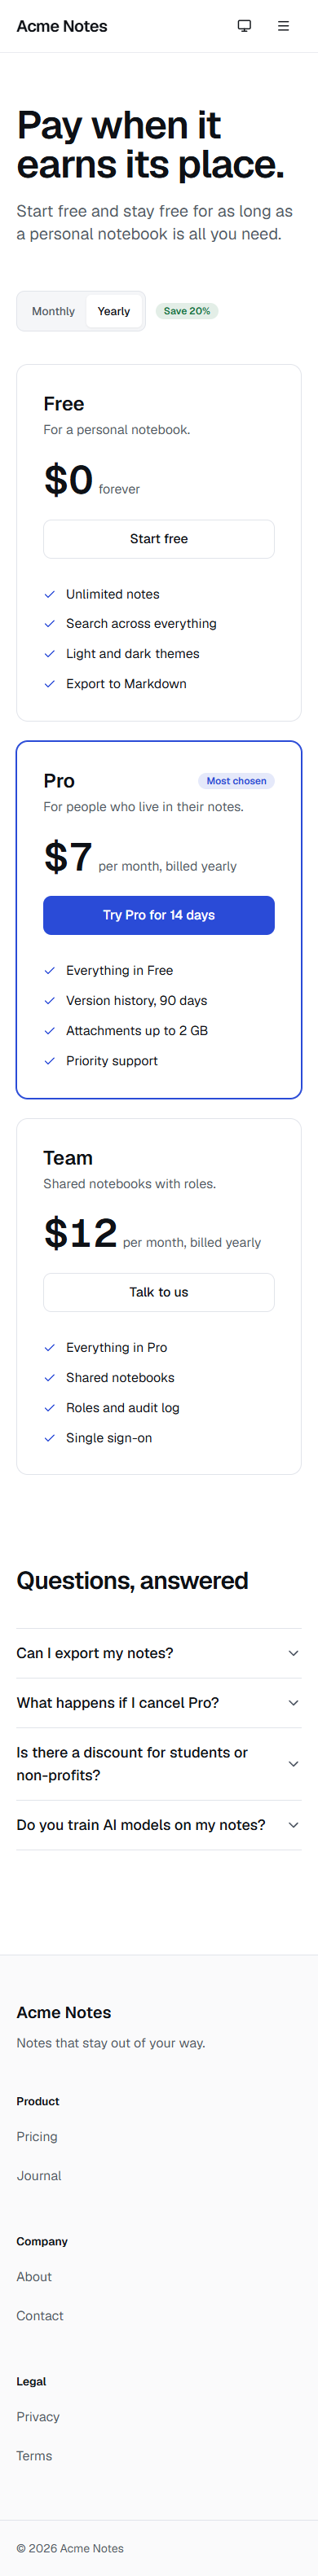 Acme Notes
Pay when it
earns its place.
Start free and stay free for as long as
a personal notebook is all you need.
Monthly Yearly Save 20%
Free
For a personal notebook.
$0 forever
Start free
Unlimited notes
Search across everything
Light and dark themes
Export to Markdown
Pro Most chosen
For people who live in their notes.
$7 per month, billed yearly
Try Pro for 14 days
Everything in Free
Version history, 90 days
Attachments up to 2 GB
Priority support
Team
Shared notebooks with roles.
$12 per month, billed yearly
Talk to us
Everything in Pro
Shared notebooks
Roles and audit log
Single sign-on
Questions, answered
Can I export my notes?
What happens if I cancel Pro?
Is there a discount for students or
non-profits?
Do you train AI models on my notes?
Acme Notes
Notes that stay out of your way.
Product
Pricing
Journal
Company
About
Contact
Legal
Privacy
Terms
© 2026 Acme Notes